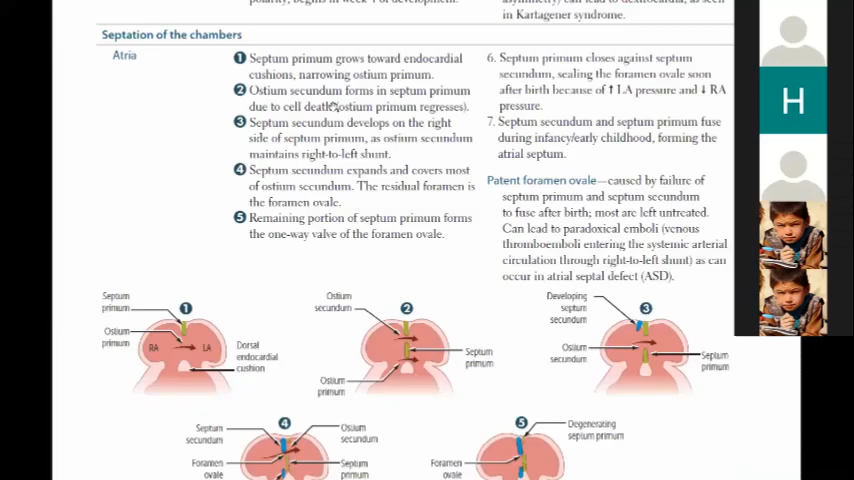 polarity, begins in week 4 of development.
asymmetry) can lead to dextrocardia, as seen
in Kartagener syndrome.
Septation of the chambers
Atria
1 Septum primum grows toward endocardial
cushions, narrowing ostium primum.
2 Ostium secundum forms in septum primum
due to cell death (ostium primum regresses).
3 Septum secundum develops on the right
side of septum primum, as ostium secundum
maintains right-to-left shunt.
4 Septum secundum expands and covers most
of ostium secundum. The residual foramen is
the foramen ovale.
5 Remaining portion of septum primum forms
the one-way valve of the foramen ovale.
6. Septum primum closes against septum
secundum, sealing the foramen ovale soon
after birth because of ↑ LA pressure and ↓ RA
pressure.
7. Septum secundum and septum primum fuse
during infancy/early childhood, forming the
atrial septum.
Patent foramen ovale—caused by failure of
septum primum and septum secundum
to fuse after birth; most are left untreated.
Can lead to paradoxical emboli (venous
thromboemboli entering the systemic arterial
circulation through right-to-left shunt) as can
occur in atrial septal defect (ASD).
H
1
Septum
primum
Ostium
primum
RA
LA
Dorsal
endocardial
cushion
2
Ostium
secundum
Septum
primum
Ostium
primum
3
Developing
septum
secundum
Ostium
secundum
Septum
primum
4
Septum
secundum
Ostium
secundum
Foramen
ovale
Septum
primum
5
Degenerating
septum primum
Foramen
ovale